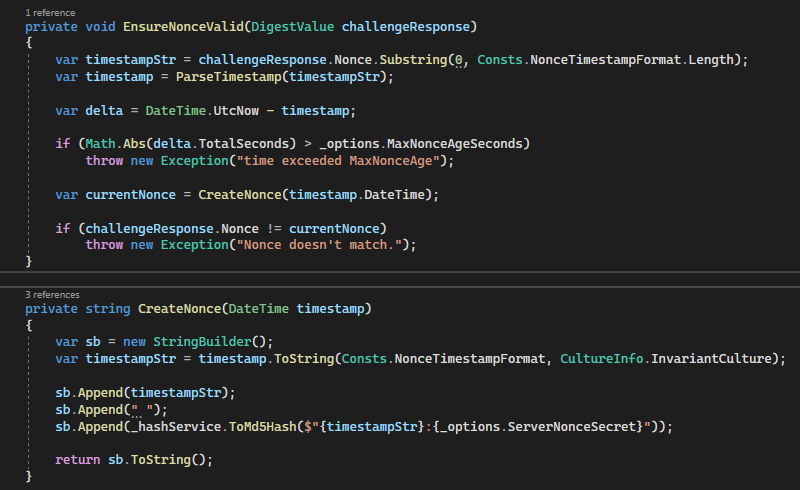 1 reference
private void EnsureNonceValid(DigestValue challengeResponse)
{
    var timestampStr = challengeResponse.Nonce.Substring(0, Consts.NonceTimestampFormat.Length);
    var timestamp = ParseTimestamp(timestampStr);

    var delta = DateTime.UtcNow - timestamp;

    if (Math.Abs(delta.TotalSeconds) > _options.MaxNonceAgeSeconds)
        throw new Exception("time exceeded MaxNonceAge");

    var currentNonce = CreateNonce(timestamp.DateTime);

    if (challengeResponse.Nonce != currentNonce)
        throw new Exception("Nonce doesn't match.");
}
3 references
private string CreateNonce(DateTime timestamp)
{
    var sb = new StringBuilder();
    var timestampStr = timestamp.ToString(Consts.NonceTimestampFormat, CultureInfo.InvariantCulture);

    sb.Append(timestampStr);
    sb.Append(" ");
    sb.Append(_hashService.ToMd5Hash($"{timestampStr}:{_options.ServerNonceSecret}"));

    return sb.ToString();
}